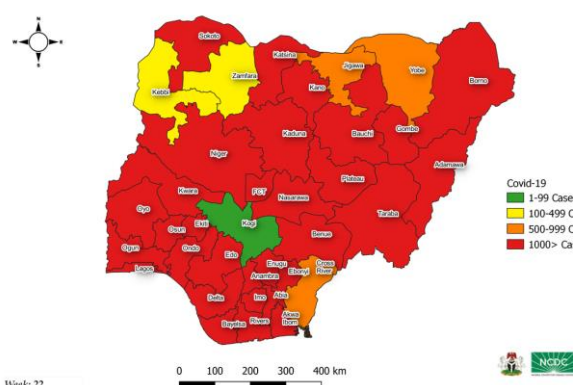 N
W
Sokoto
Katsina
Jigawa
Yobe
Borno
Zamfara
Kebbi
Kano
Bauchi
Gombe
Kaduna
Niger
Adamawa
Plateau
Kwara
FCT
Nasarawa
Taraba
Oyo
Kogi
Osun
Ekiti
Benue
Ogun
Ondo
Edo
Enugu
Cross
River
Lagos
Anambra
Ebonyi
Delta
Imo
Abia
Bayelsa
Rivers
Akwa
Ibom
Covid-19
1-99 Case
100-499 C
500-999 C
1000> Ca
NCDC
Week: 22
0 100 200 300 400 km